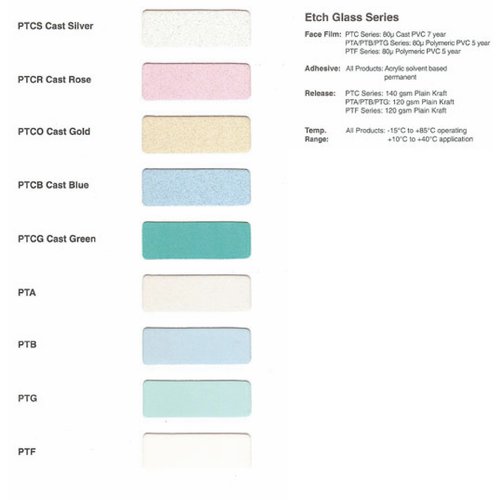 PTCS Cast Silver
PTCR Cast Rose
PTCO Cast Gold
PTCB Cast Blue
PTCG Cast Green
PTA
PTB
PTG
PTF
Etch Glass Series
Face Film: PTC Series: 80µ Cast PVC 7 year
PTA/PTB/PTG Series: 80µ Polymeric PVC 5 year
PTF Series: 80µ Polymeric PVC 5 year
Adhesive: All Products: Acrylic solvent based
permanent
Release: PTC Series: 140 gsm Plain Kraft
PTA/PTB/PTG: 120 gsm Plain Kraft
PTF Series: 120 gsm Plain Kraft
Temp. All Products: -15°C to +85°C operating
Range: +10°C to +40°C application